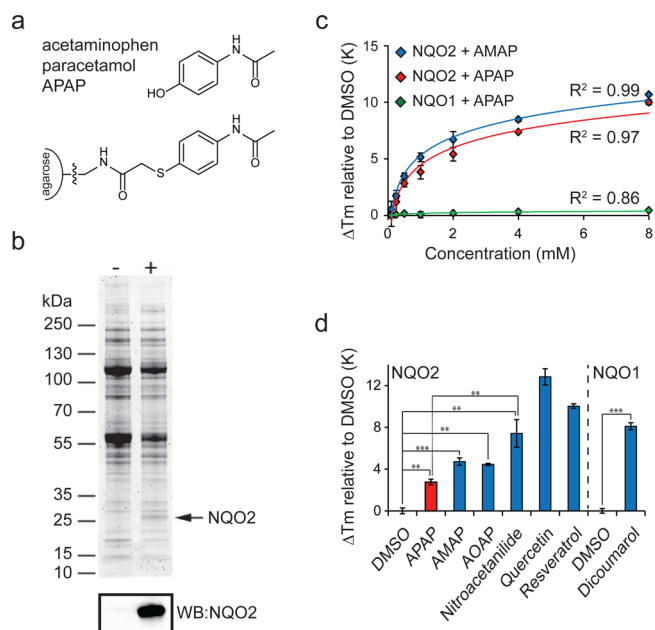 a
acetaminophen
paracetamol
APAP
HO
H
N
O
agarose
H
N
O
S
H
N
O
b
- +
kDa
250
130
100
70
55
35
25
15
10
NQO2
WB:NQO2
c
ΔTm relative to DMSO (K)
15
10
5
0
NQO2 + AMAP
NQO2 + APAP
NQO1 + APAP
R² = 0.99
R² = 0.97
R² = 0.86
0 2 4 6 8
Concentration (mM)
d
ΔTm relative to DMSO (K)
12
8
4
0
NQO2
NQO1
**
**
**
***
**
***
DMSO
APAP
AMAP
AOAP
Nitroacetanilide
Quercetin
Resveratrol
DMSO
Dicoumarol